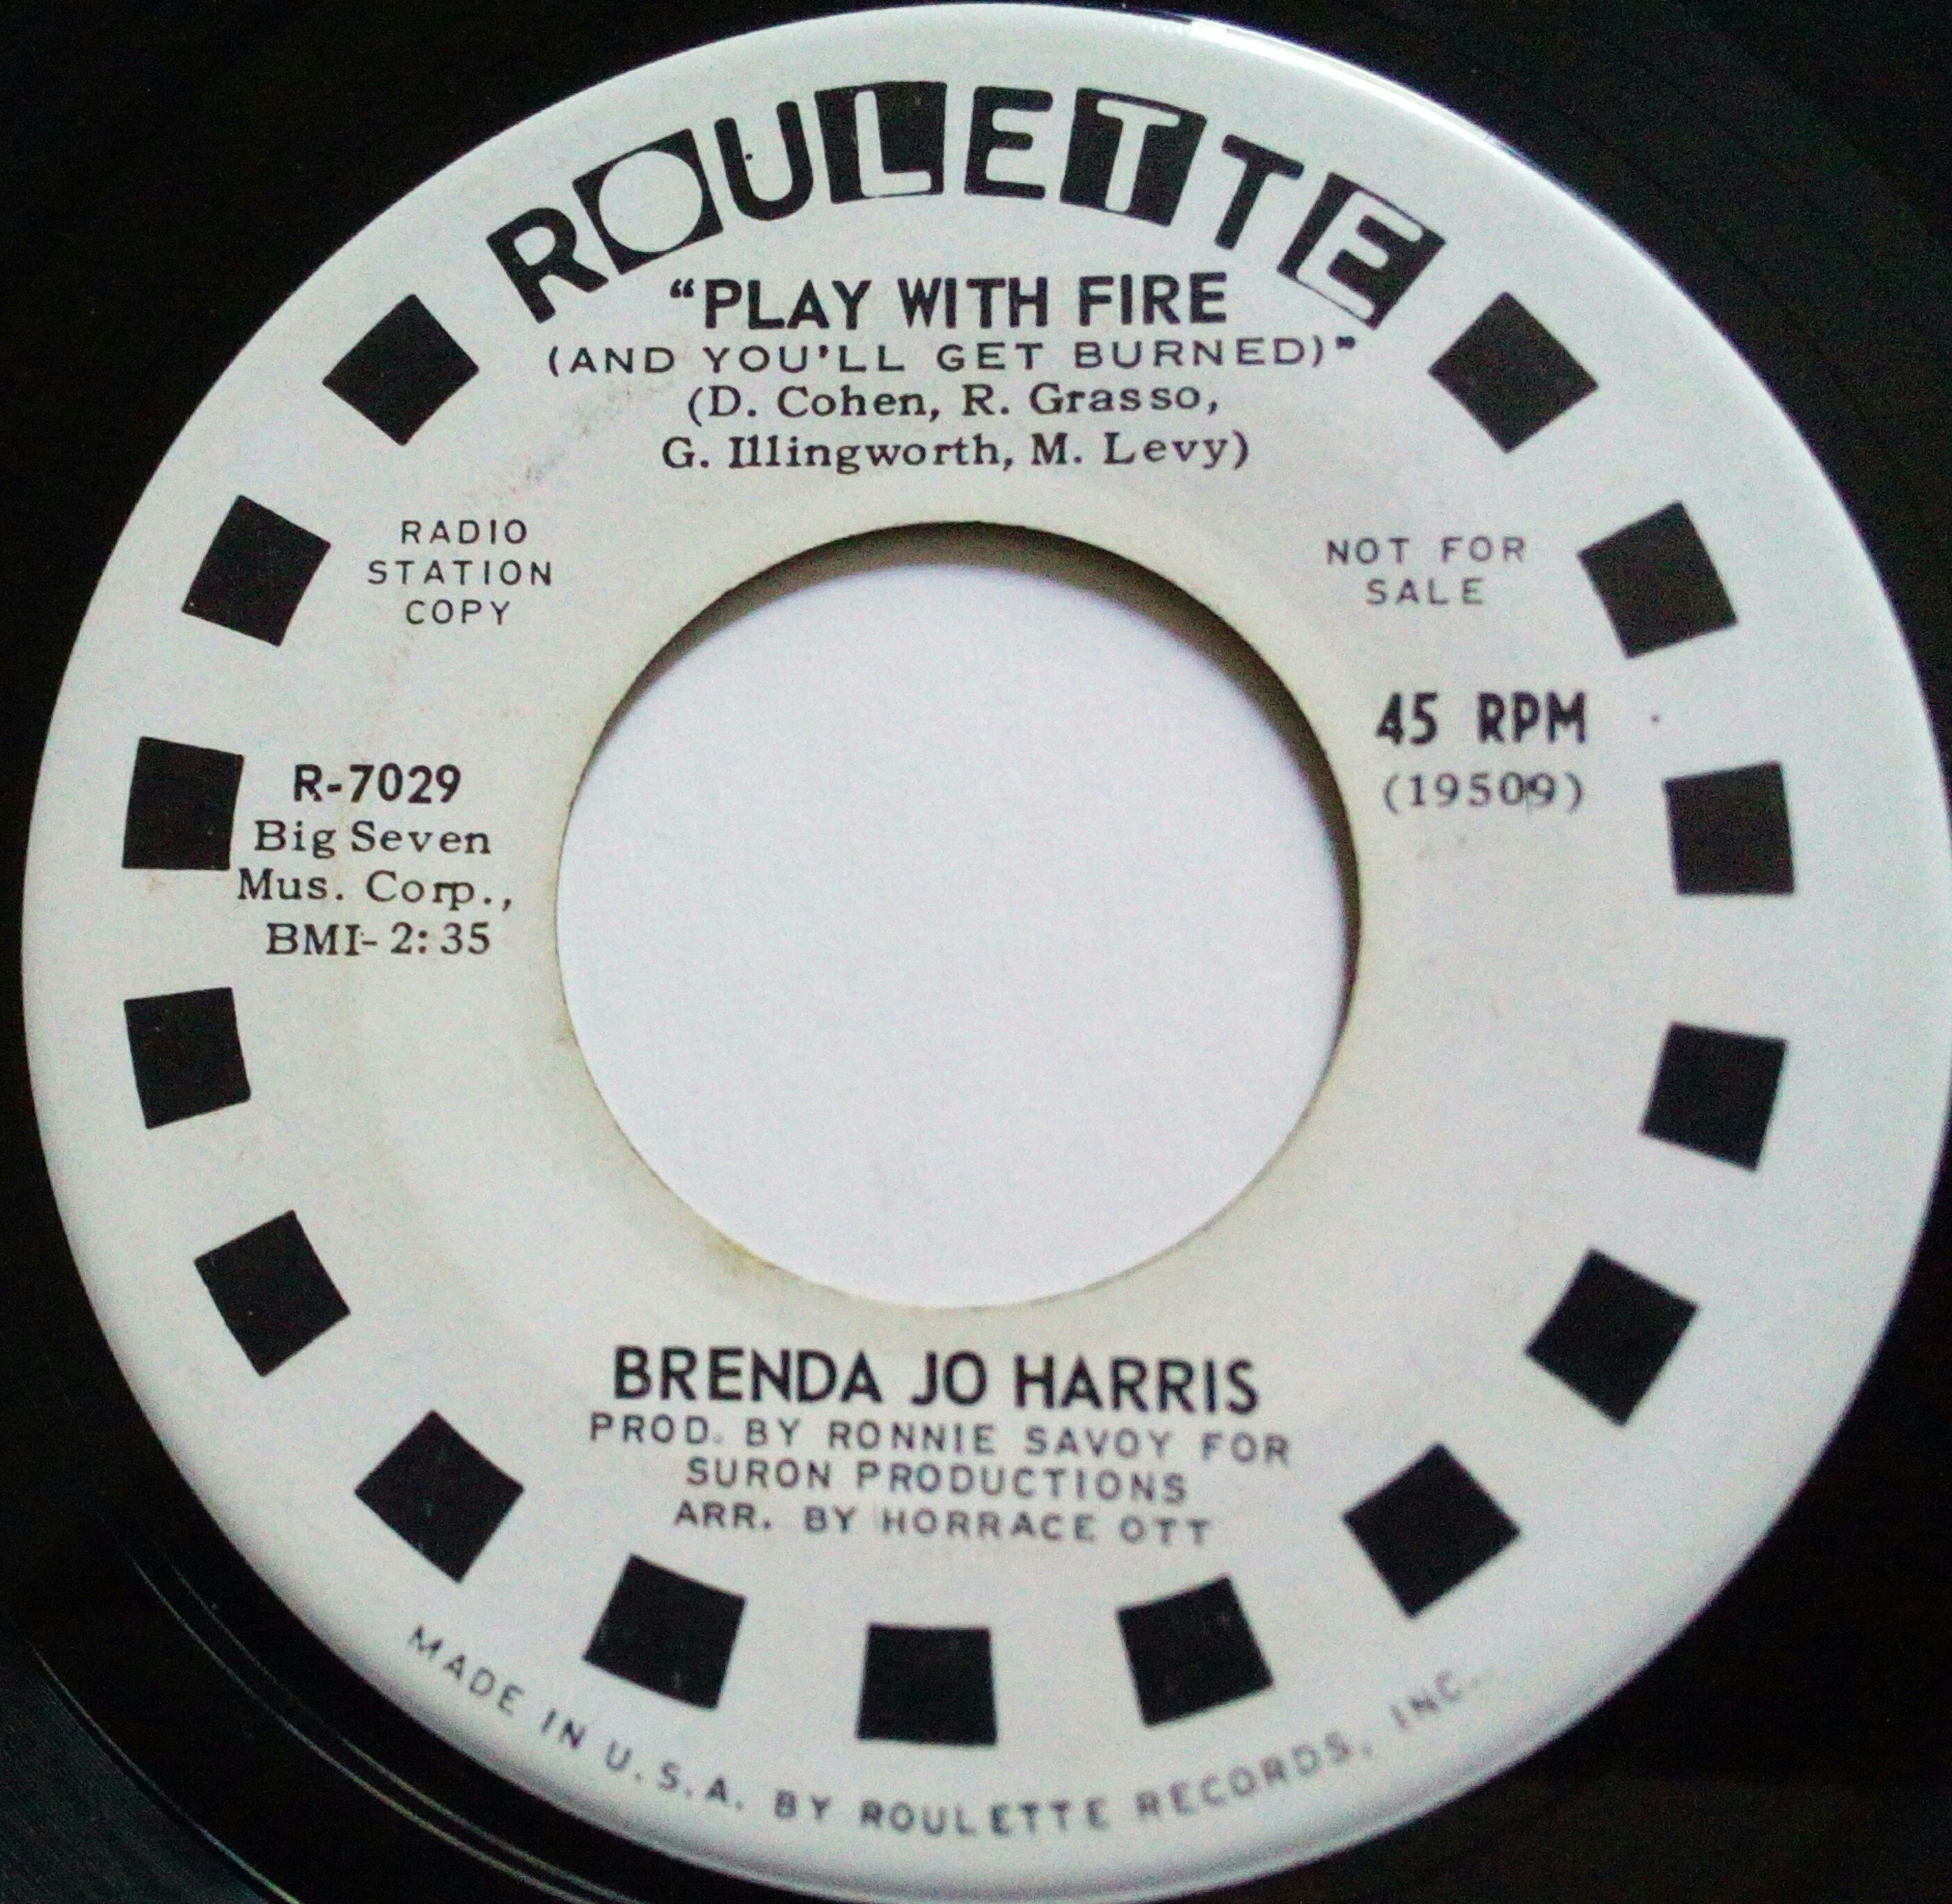 ROULETTE
“PLAY WITH FIRE
(AND YOU'LL GET BURNED)”
(D. Cohen, R. Grasso,
G. Illingworth, M. Levy)
RADIO
STATION
COPY
NOT FOR
SALE
45 RPM
(19509)
R-7029
Big Seven
Mus. Corp.,
BMI- 2:35
BRENDA JO HARRIS
PROD. BY RONNIE SAVOY FOR
SURON PRODUCTIONS
ARR. BY HORRACE OTT
MADE IN U.S.A. BY ROULETTE RECORDS, INC.